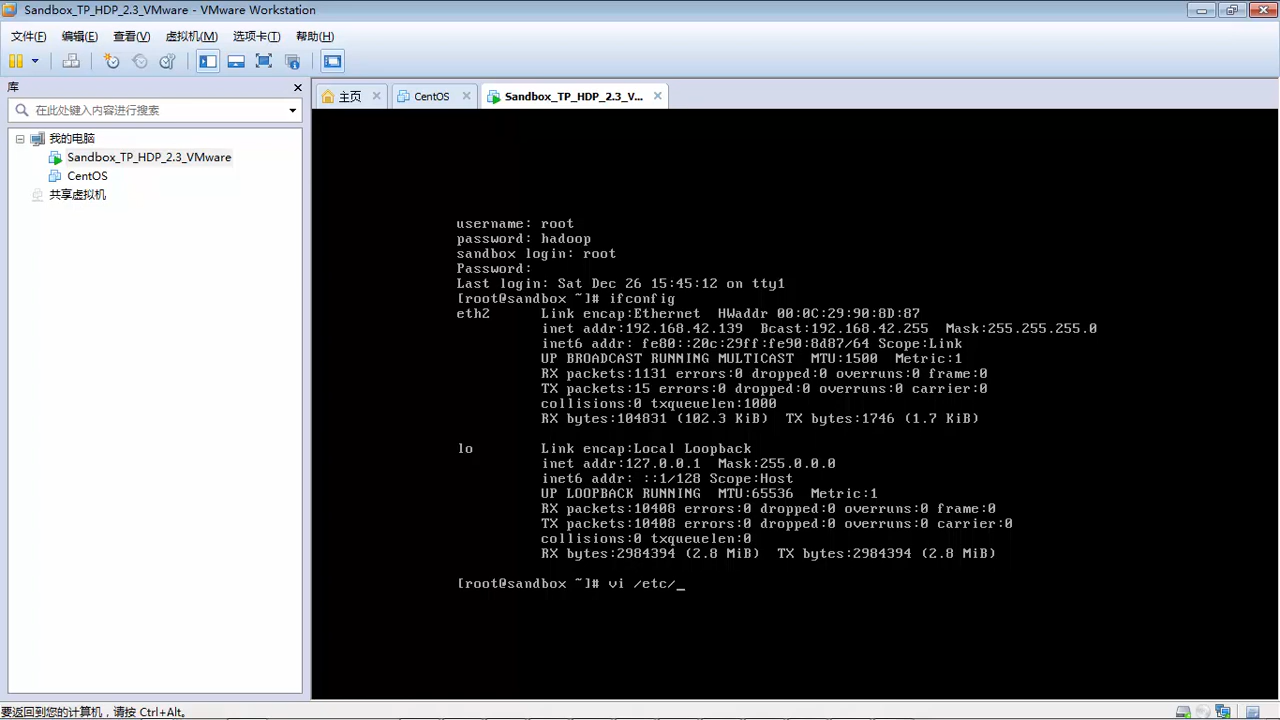 Sandbox_TP_HDP_2.3_VMware - VMware Workstation
文件(F) 编辑(E) 查看(V) 虚拟机(M) 选项卡(T) 帮助(H)
库
在此处键入内容进行搜索
我的电脑
Sandbox_TP_HDP_2.3_VMware
CentOS
共享虚拟机
主页 CentOS Sandbox_TP_HDP_2.3_V...
username: root
password: hadoop
sandbox login: root
Password:
Last login: Sat Dec 26 15:45:12 on tty1
[root@sandbox ~]# ifconfig
eth2 Link encap:Ethernet HWaddr 00:0C:29:90:8D:87
inet addr:192.168.42.139 Bcast:192.168.42.255 Mask:255.255.255.0
inet6 addr: fe80::20c:29ff:fe90:8d87/64 Scope:Link
UP BROADCAST RUNNING MULTICAST MTU:1500 Metric:1
RX packets:1131 errors:0 dropped:0 overruns:0 frame:0
TX packets:15 errors:0 dropped:0 overruns:0 carrier:0
collisions:0 txqueuelen:1000
RX bytes:104831 (102.3 KiB) TX bytes:1746 (1.7 KiB)
lo Link encap:Local Loopback
inet addr:127.0.0.1 Mask:255.0.0.0
inet6 addr: ::1/128 Scope:Host
UP LOOPBACK RUNNING MTU:65536 Metric:1
RX packets:10408 errors:0 dropped:0 overruns:0 frame:0
TX packets:10408 errors:0 dropped:0 overruns:0 carrier:0
collisions:0 txqueuelen:0
RX bytes:2984394 (2.8 MiB) TX bytes:2984394 (2.8 MiB)
[root@sandbox ~]# vi /etc/_
要返回到您的计算机，请按 Ctrl+Alt。